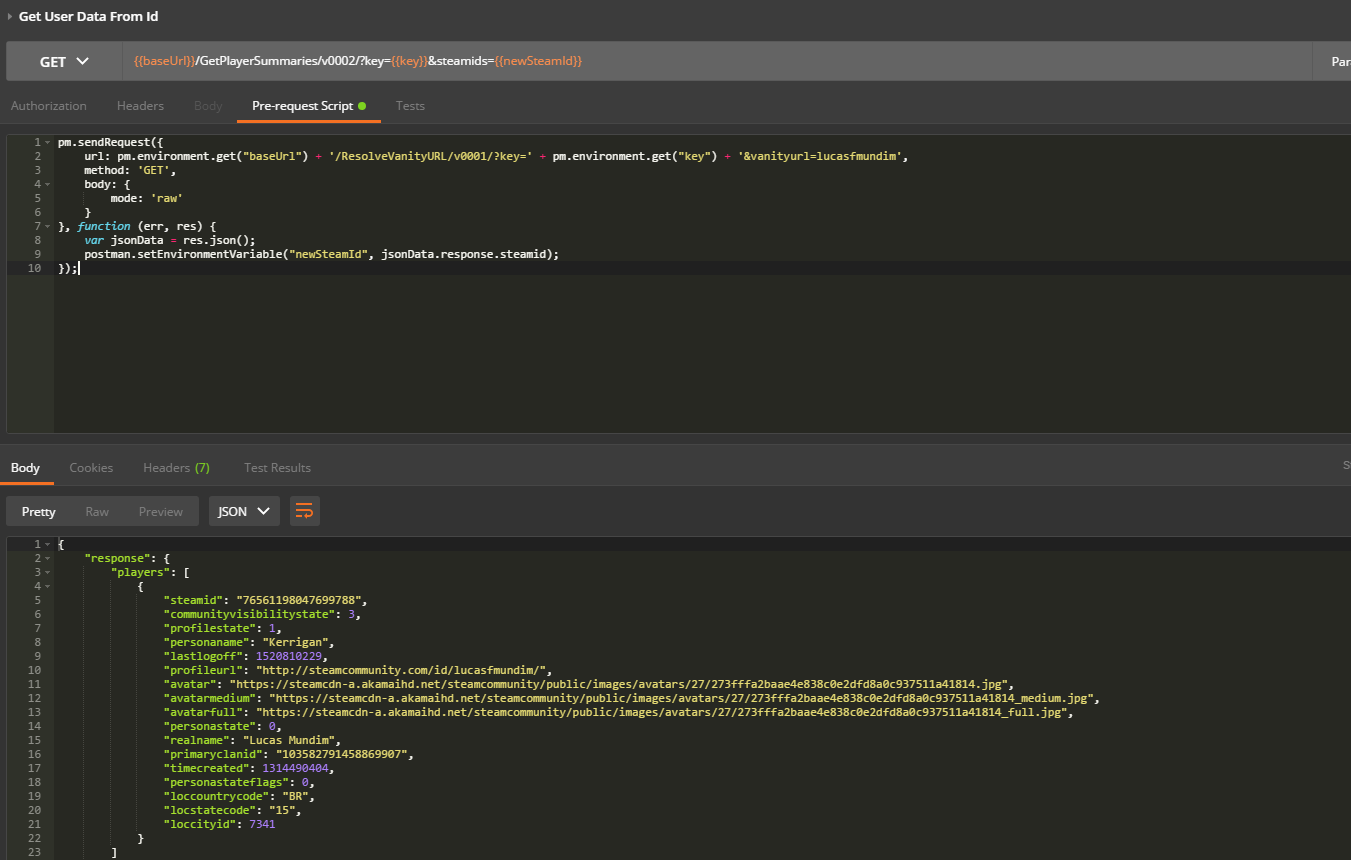 Get User Data From Id
GET {{baseUrl}}/GetPlayerSummaries/v0002/?key={{key}}&steamids={{newSteamId}}
Authorization Headers Body Pre-request Script Tests
1 pm.sendRequest({
2 url: pm.environment.get("baseUrl") + '/ResolveVanityURL/v0001/?key=' + pm.environment.get("key") + '&vanityurl=lucasfmundim',
3 method: 'GET',
4 body: {
5 mode: 'raw'
6 }
7 }, function (err, res) {
8 var jsonData = res.json();
9 postman.setEnvironmentVariable("newSteamId", jsonData.response.steamid);
10 });
Body Cookies Headers (7) Test Results
Pretty Raw Preview JSON
1 {
2 "response": {
3 "players": [
4 {
5 "steamid": "76561198047699788",
6 "communityvisibilitystate": 3,
7 "profilestate": 1,
8 "personaname": "Kerrigan",
9 "lastlogoff": 1520810229,
10 "profileurl": "http://steamcommunity.com/id/lucasfmundim/",
11 "avatar": "https://steamcdn-a.akamaihd.net/steamcommunity/public/images/avatars/27/273fffa2baae4e838c0e2dfd8a0c937511a41814.jpg",
12 "avatarmedium": "https://steamcdn-a.akamaihd.net/steamcommunity/public/images/avatars/27/273fffa2baae4e838c0e2dfd8a0c937511a41814_medium.jpg",
13 "avatarfull": "https://steamcdn-a.akamaihd.net/steamcommunity/public/images/avatars/27/273fffa2baae4e838c0e2dfd8a0c937511a41814_full.jpg",
14 "personastate": 0,
15 "realname": "Lucas Mundim",
16 "primaryclanid": "103582791458869907",
17 "timecreated": 1314490404,
18 "personastateflags": 0,
19 "loccountrycode": "BR",
20 "locstatecode": "15",
21 "loccityid": 7341
22 }
23 ]